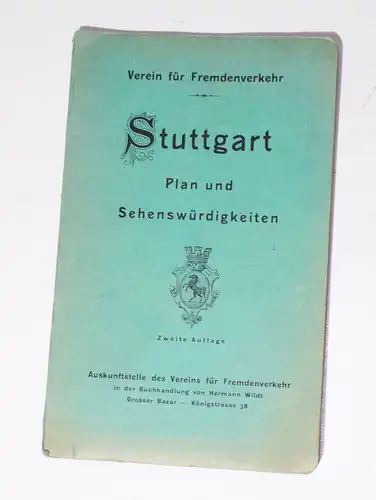 Verein für Fremdenverkehr
Stuttgart
Plan und
Sehenswürdigkeiten
Zweite Auflage
Auskunftstelle des Vereins für Fremdenverkehr
in der Buchhandlung von Hermann Wildt
Grosser Bazar — Königstrasse 38